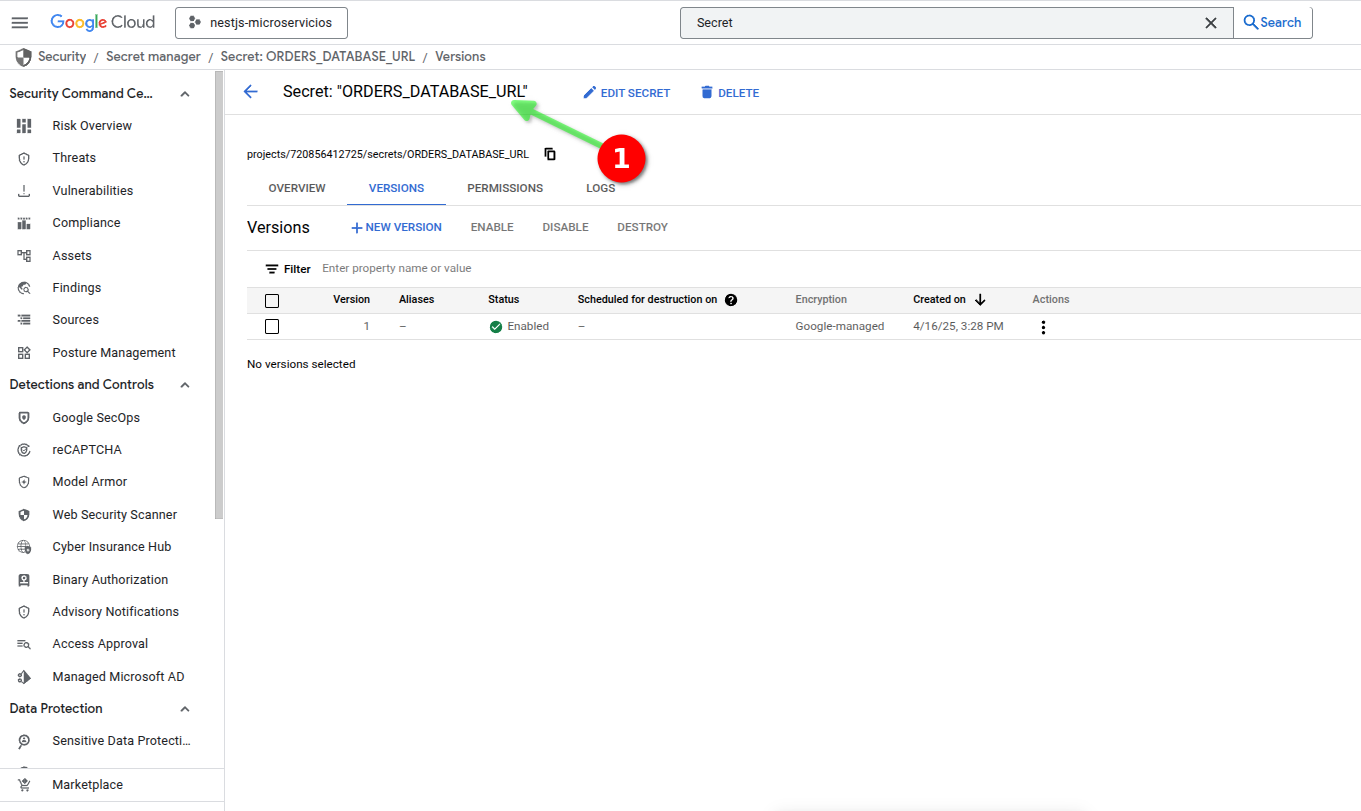 Google Cloud
nestjs-microservicios
Secret
Search
Security / Secret manager / Secret: ORDERS_DATABASE_URL / Versions
Security Command Ce...
Risk Overview
Threats
Vulnerabilities
Compliance
Assets
Findings
Sources
Posture Management
Detections and Controls
Google SecOps
reCAPTCHA
Model Armor
Web Security Scanner
Cyber Insurance Hub
Binary Authorization
Advisory Notifications
Access Approval
Managed Microsoft AD
Data Protection
Sensitive Data Protecti...
Marketplace
Secret: "ORDERS_DATABASE_URL"
EDIT SECRET
DELETE
1
projects/720856412725/secrets/ORDERS_DATABASE_URL
OVERVIEW VERSIONS PERMISSIONS LOGS
Versions
NEW VERSION ENABLE DISABLE DESTROY
Filter Enter property name or value
Version Aliases Status Scheduled for destruction on ? Encryption Created on Actions
1 – Enabled – Google-managed 4/16/25, 3:28 PM
No versions selected